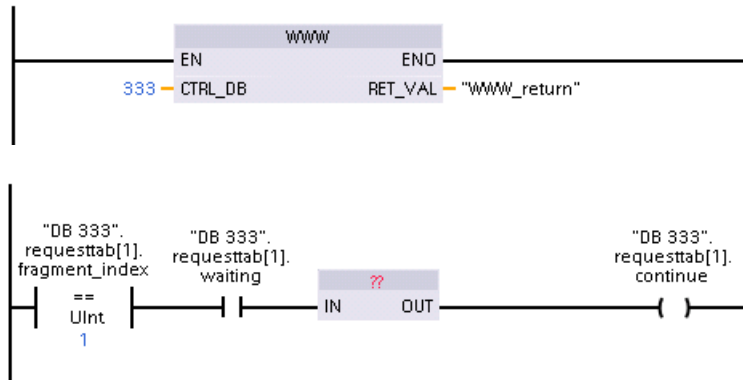 WWW
EN ENO
333 CTRL_DB RET_VAL "WWW_return"
"DB 333".
requesttab[1].
fragment_index
==
UInt
1
"DB 333".
requesttab[1].
waiting
??
IN OUT
"DB 333".
requesttab[1].
continue